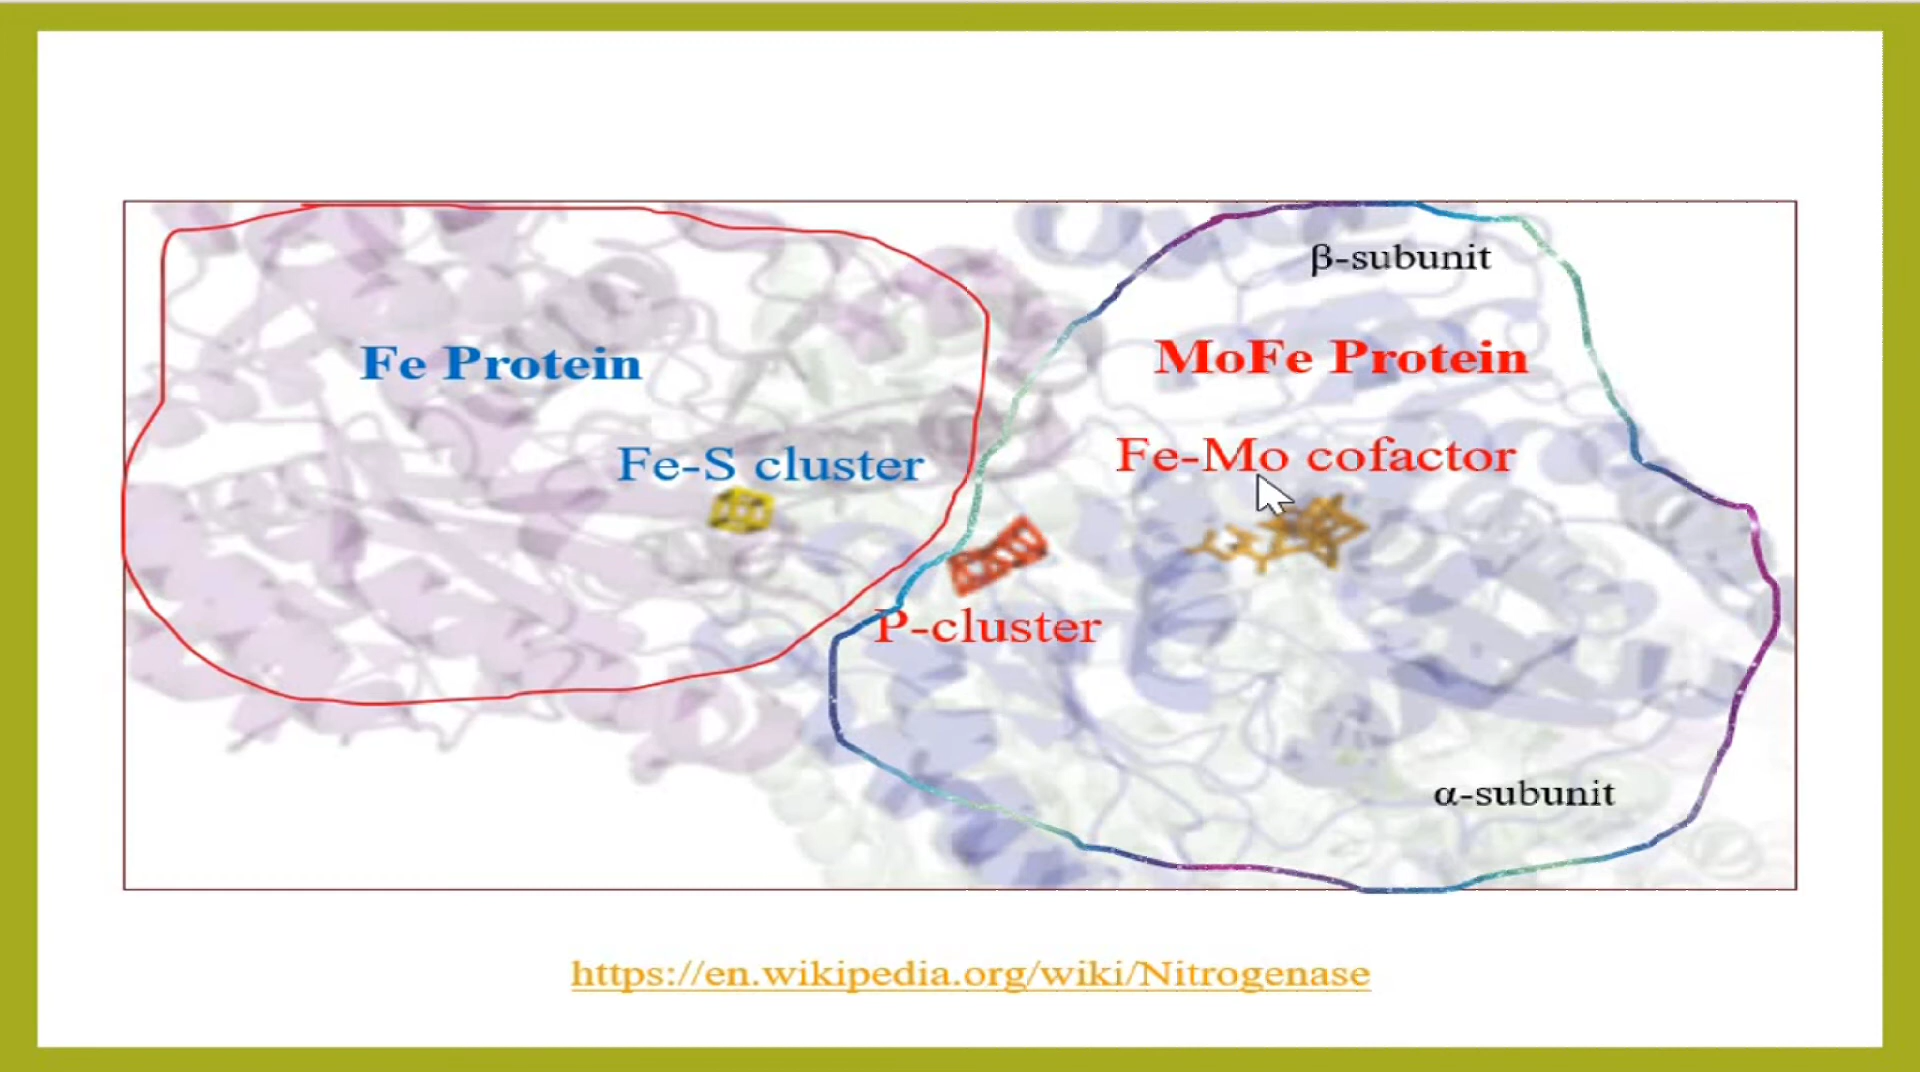 β-subunit
Fe Protein
MoFe Protein
Fe-S cluster
Fe-Mo cofactor
P-cluster
α-subunit
https://en.wikipedia.org/wiki/Nitrogenase